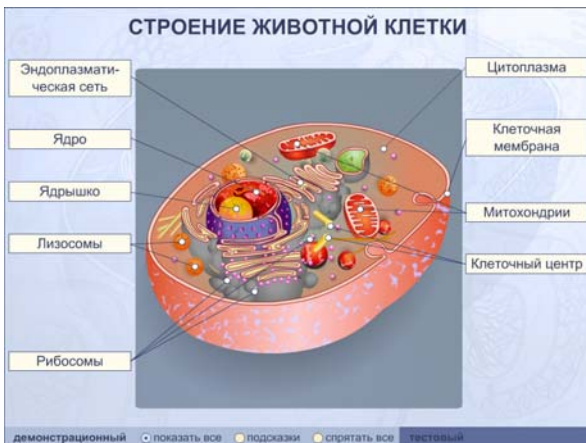 СТРОЕНИЕ ЖИВОТНОЙ КЛЕТКИ
Эндоплазмати-
ческая сеть
Ядро
Ядрышко
Лизосомы
Рибосомы
Цитоплазма
Клеточная
мембрана
Митохондрии
Клеточный центр
демонстрационный показать все подсказки спрятать все тестовый